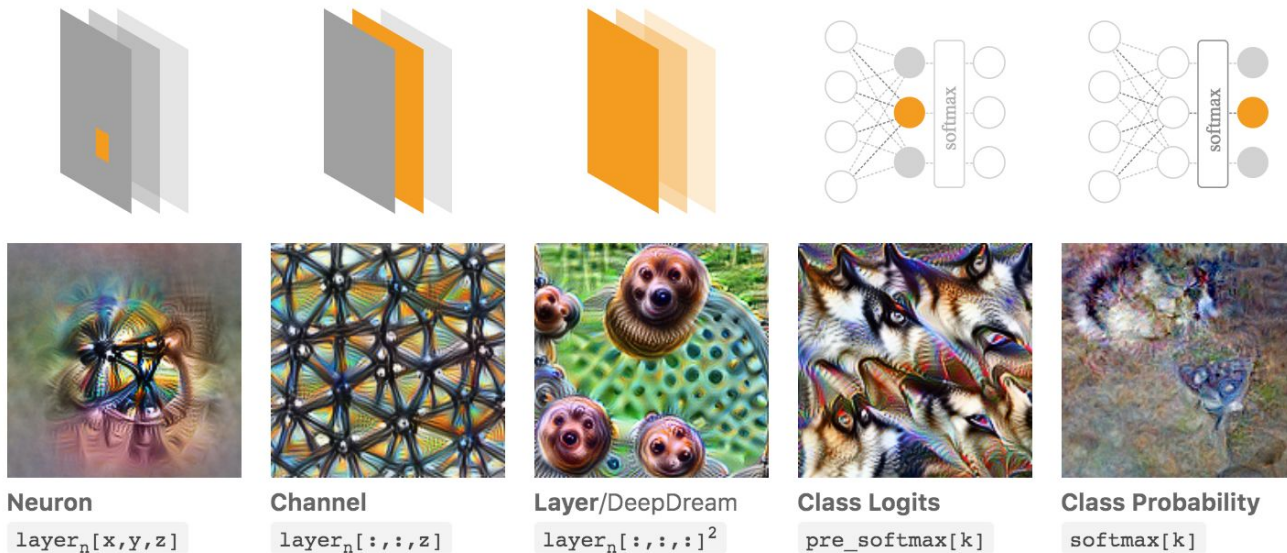 softmax
softmax
Neuron
Channel
Layer/DeepDream
Class Logits
Class Probability
layer_n[x,y,z]
layer_n[:,:,z]
layer_n[:,:,:]²
pre_softmax[k]
softmax[k]